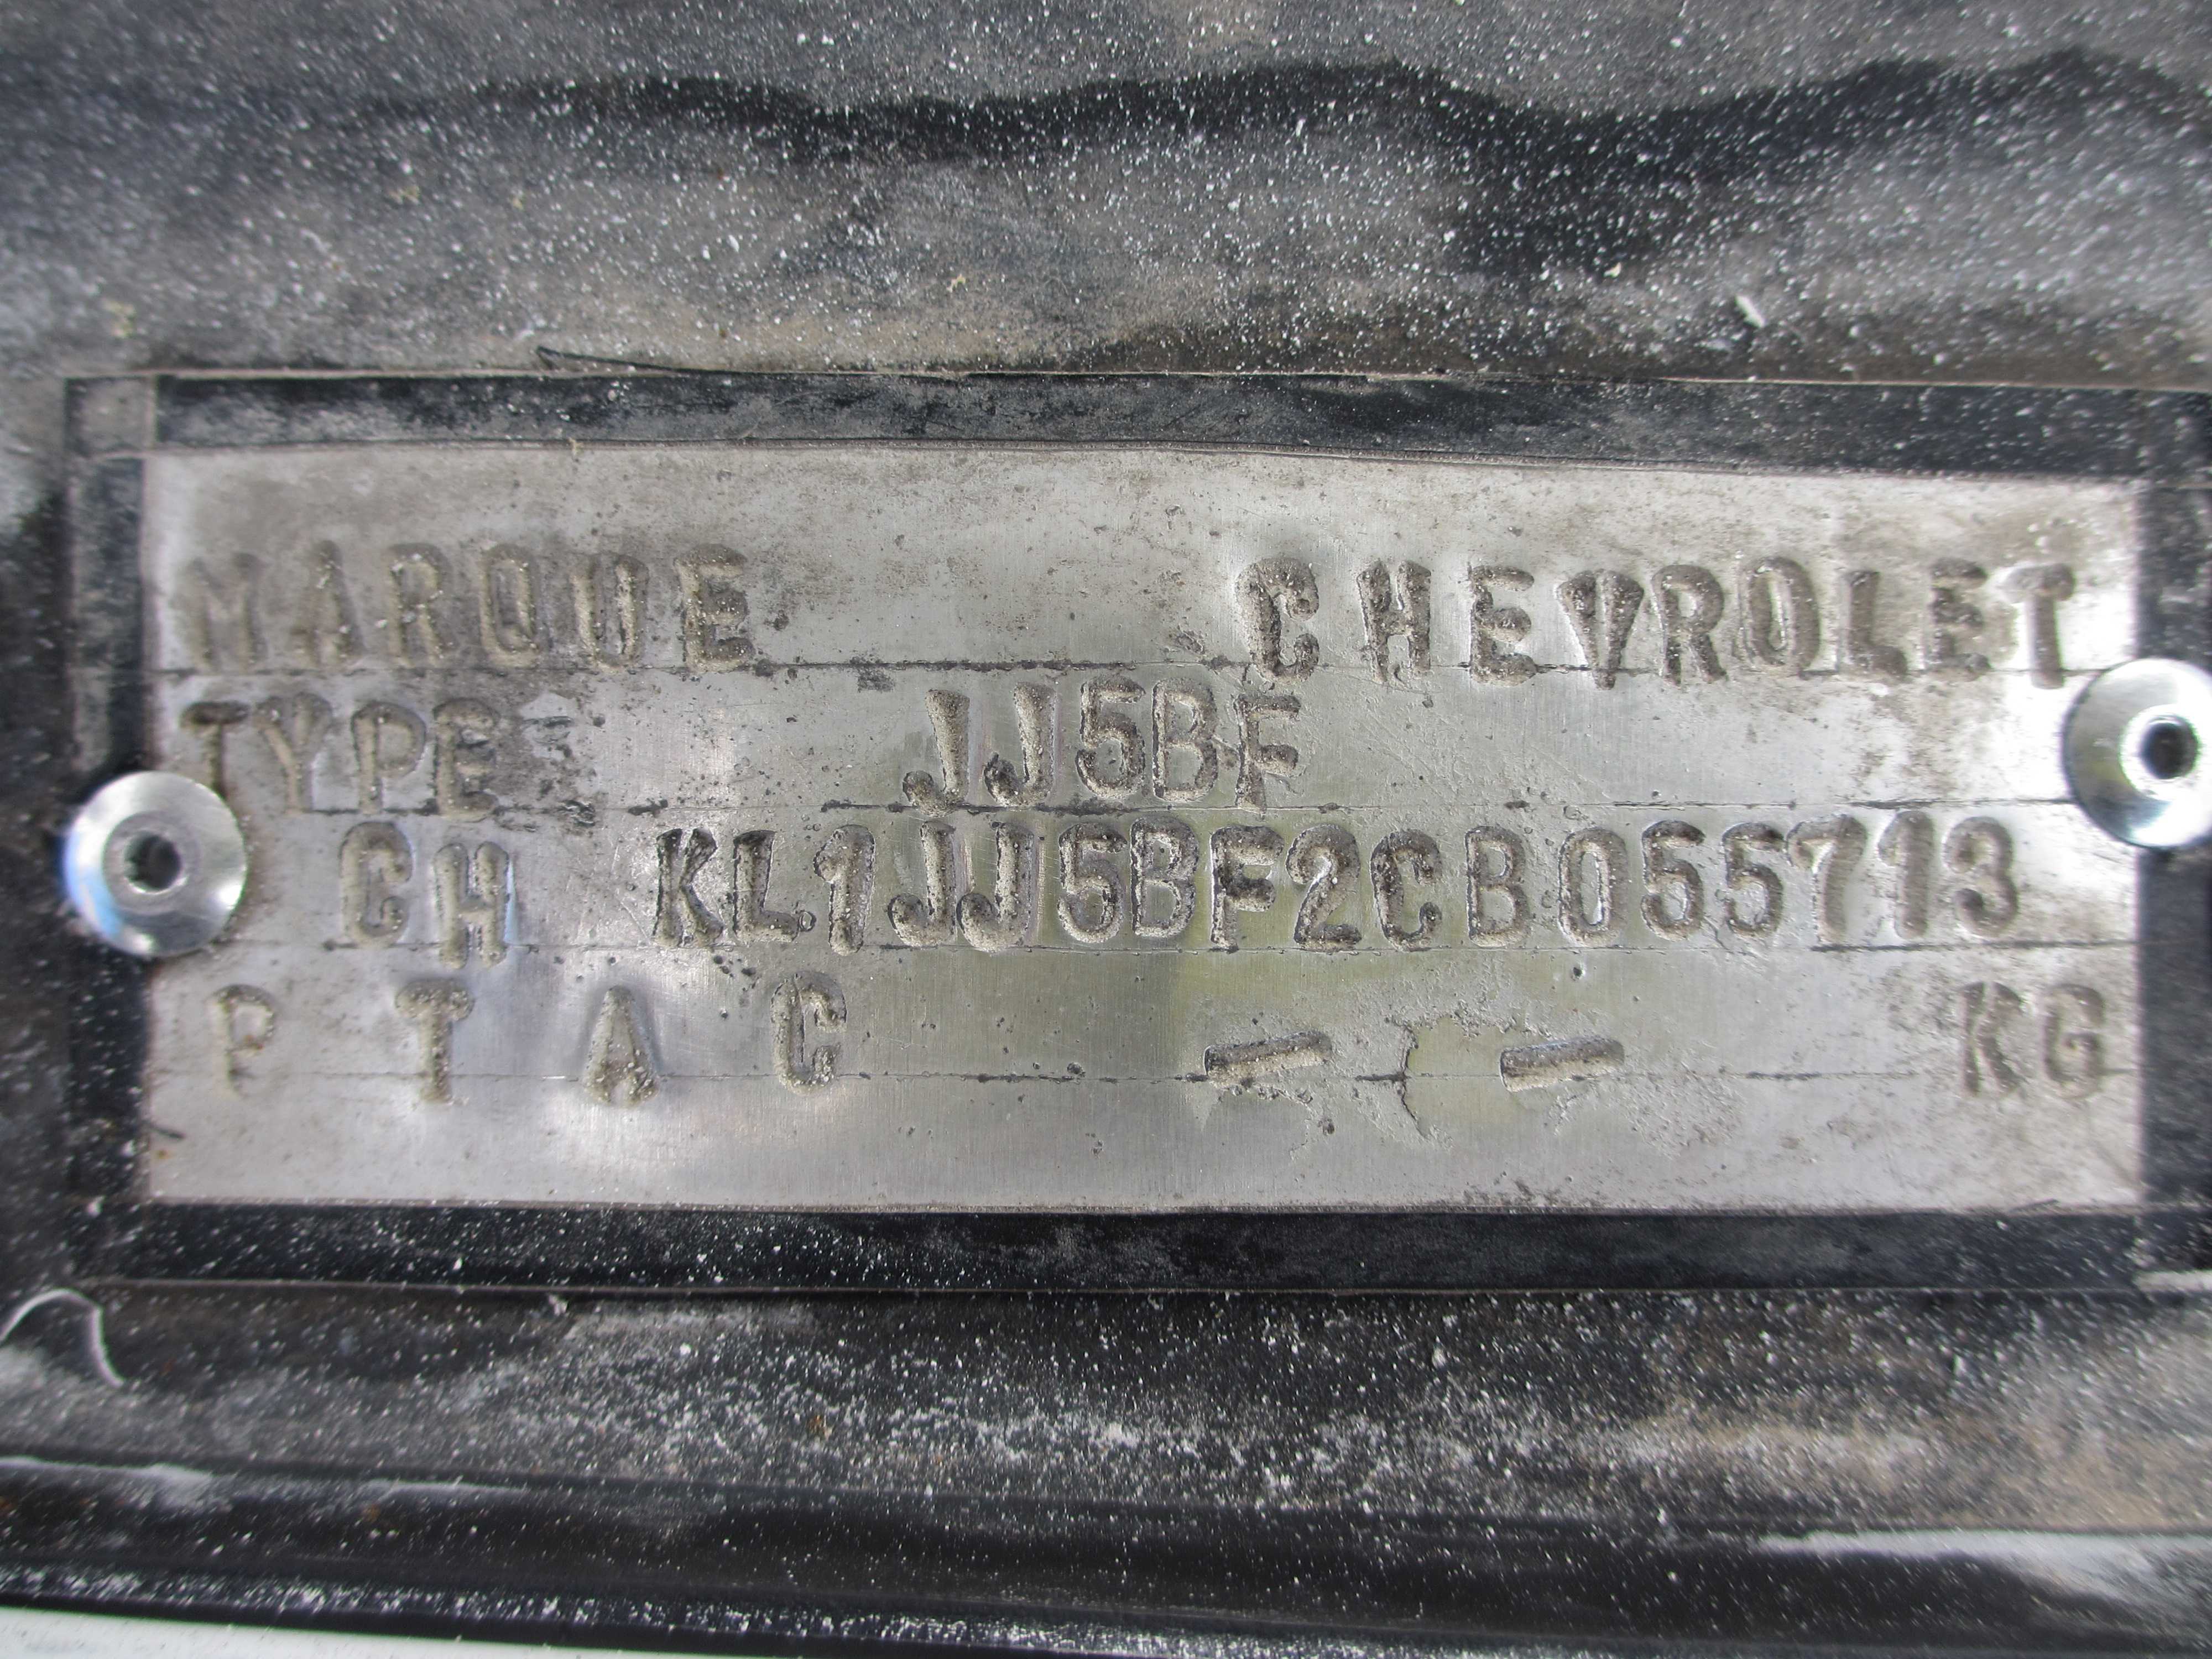 MARQUE CHEVROLET
TYPE JJ5BF
CH KL1JJ5BF2CB055713
P T A C — — KG